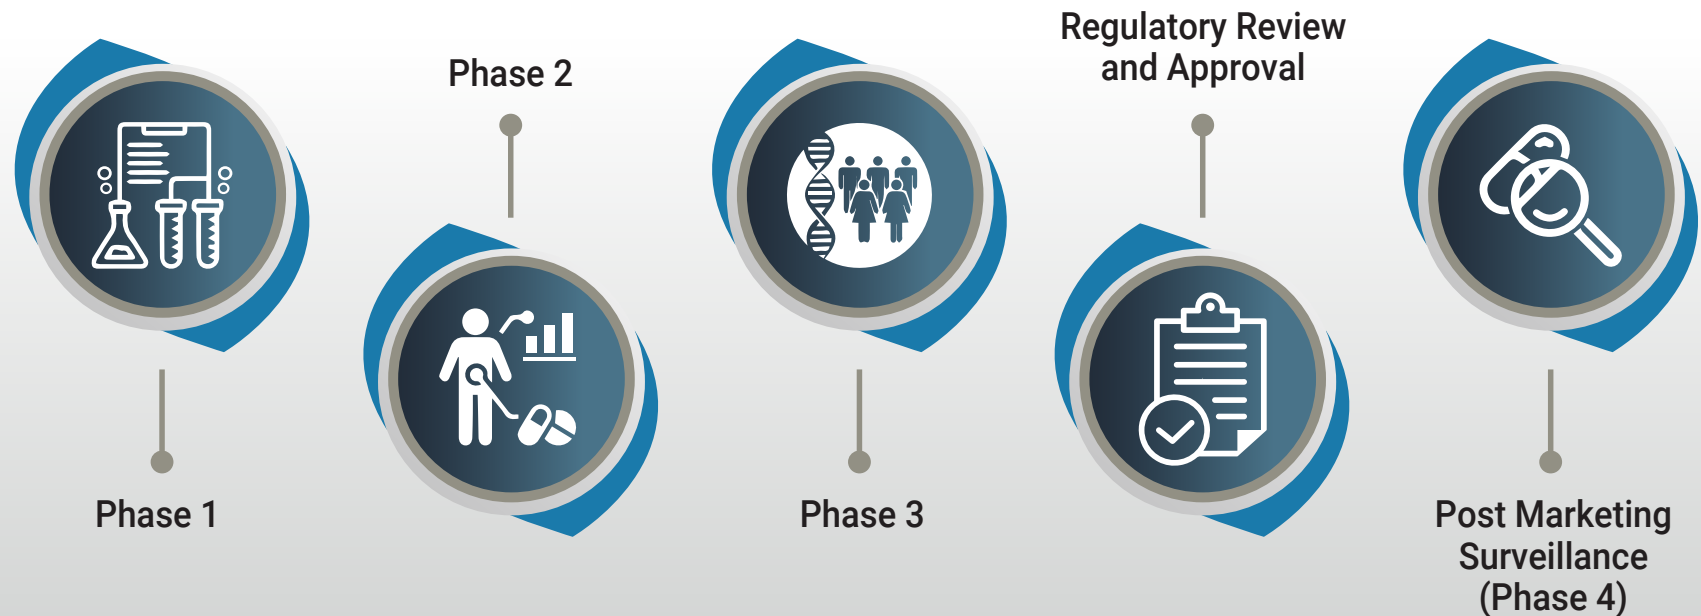 Phase 1
Phase 2
Phase 3
Regulatory Review
and Approval
Post Marketing
Surveillance
(Phase 4)